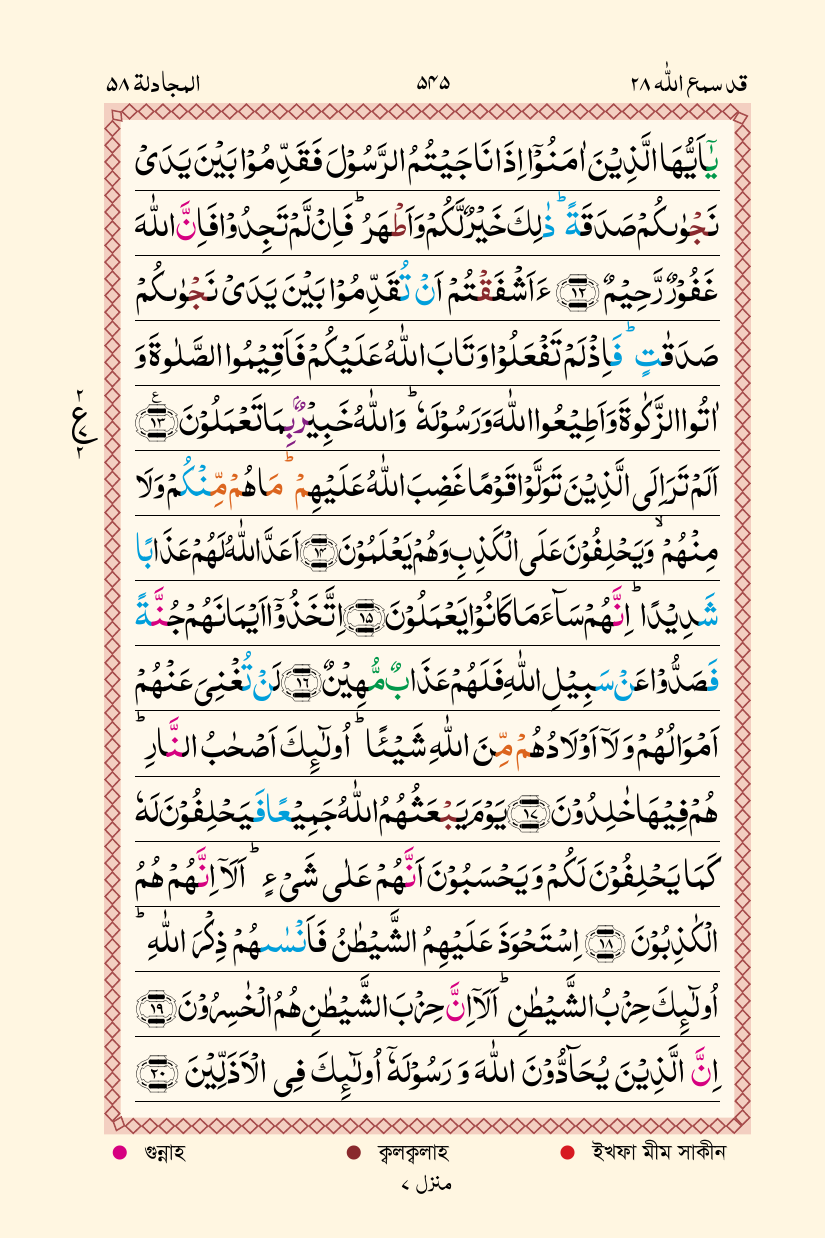 قد سمع الله ٢٨ ٥٤٥ المجادلة ٥٨
يٰۤاَيُّهَا الَّذِيْنَ اٰمَنُوْۤا اِذَا نَاجَيْتُمُ الرَّسُوْلَ فَقَدِّمُوْا بَيْنَ يَدَىْ
نَجْوٰىكُمْ صَدَقَةً ؕ ذٰلِكَ خَيْرٌ لَّكُمْ وَاَطْهَرُ ؕ فَاِنْ لَّمْ تَجِدُوْا فَاِنَّ اللّٰهَ
غَفُوْرٌ رَّحِيْمٌ ﴿١٢﴾ ءَاَشْفَقْتُمْ اَنْ تُقَدِّمُوْا بَيْنَ يَدَىْ نَجْوٰىكُمْ
صَدَقٰتٍ ؕ فَاِذْ لَمْ تَفْعَلُوْا وَتَابَ اللّٰهُ عَلَيْكُمْ فَاَقِيْمُوا الصَّلٰوةَ وَ
اٰتُوا الزَّكٰوةَ وَاَطِيْعُوا اللّٰهَ وَرَسُوْلَهٗ ؕ وَاللّٰهُ خَبِيْرٌۢ بِمَا تَعْمَلُوْنَ ﴿١٣﴾ ع
٢ ع ٢
اَلَمْ تَرَ اِلَى الَّذِيْنَ تَوَلَّوْا قَوْمًا غَضِبَ اللّٰهُ عَلَيْهِمْ ؕ مَا هُمْ مِّنْكُمْ وَلَا
مِنْهُمْ ۙ وَيَحْلِفُوْنَ عَلَى الْكَذِبِ وَهُمْ يَعْلَمُوْنَ ﴿١٤﴾ اَعَدَّ اللّٰهُ لَهُمْ عَذَابًا
شَدِيْدًا ؕ اِنَّهُمْ سَآءَ مَا كَانُوْا يَعْمَلُوْنَ ﴿١٥﴾ اِتَّخَذُوْۤا اَيْمَانَهُمْ جُنَّةً
فَصَدُّوْا عَنْ سَبِيْلِ اللّٰهِ فَلَهُمْ عَذَابٌ مُّهِيْنٌ ﴿١٦﴾ لَنْ تُغْنِىَ عَنْهُمْ
اَمْوَالُهُمْ وَلَاۤ اَوْلَادُهُمْ مِّنَ اللّٰهِ شَيْـئًا ؕ اُولٰٓٮِٕكَ اَصْحٰبُ النَّارِ ؕ
هُمْ فِيْهَا خٰلِدُوْنَ ﴿١٧﴾ يَوْمَ يَبْعَثُهُمُ اللّٰهُ جَمِيْعًا فَيَحْلِفُوْنَ لَهٗ
كَمَا يَحْلِفُوْنَ لَكُمْ وَيَحْسَبُوْنَ اَنَّهُمْ عَلٰى شَىْءٍ ؕ اَلَاۤ اِنَّهُمْ هُمُ
الْكٰذِبُوْنَ ﴿١٨﴾ اِسْتَحْوَذَ عَلَيْهِمُ الشَّيْطٰنُ فَاَنْسٰىهُمْ ذِكْرَ اللّٰهِ ؕ
اُولٰٓٮِٕكَ حِزْبُ الشَّيْطٰنِ ؕ اَلَاۤ اِنَّ حِزْبَ الشَّيْطٰنِ هُمُ الْخٰسِرُوْنَ ﴿١٩﴾
اِنَّ الَّذِيْنَ يُحَآدُّوْنَ اللّٰهَ وَرَسُوْلَهٗۤ اُولٰٓٮِٕكَ فِى الْاَذَلِّيْنَ ﴿٢٠﴾
গুন্নাহ ক্বলক্বলাহ ইখফা মীম সাকীন
منزل ٧